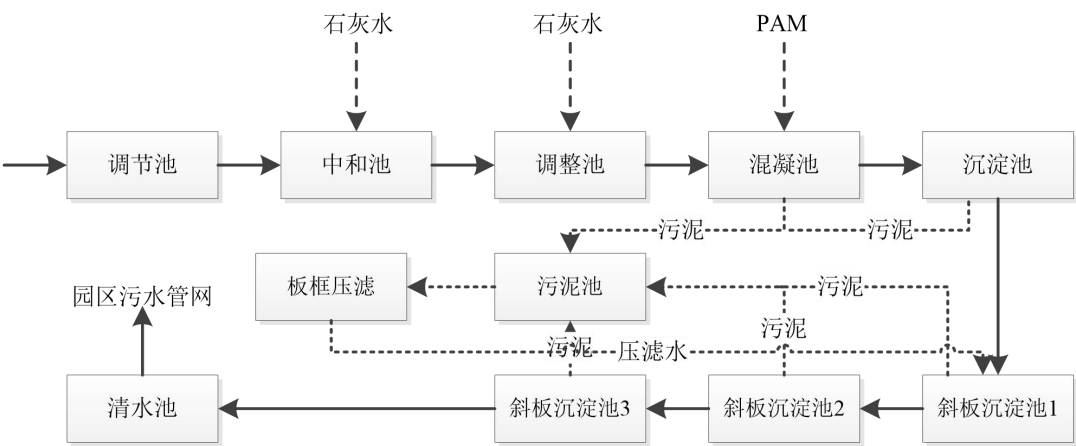 石灰水
石灰水
PAM
调节池
中和池
调整池
混凝池
沉淀池
污泥
污泥
板框压滤
污泥池
污泥
园区污水管网
污泥
污泥
压滤水
清水池
斜板沉淀池3
斜板沉淀池2
斜板沉淀池1